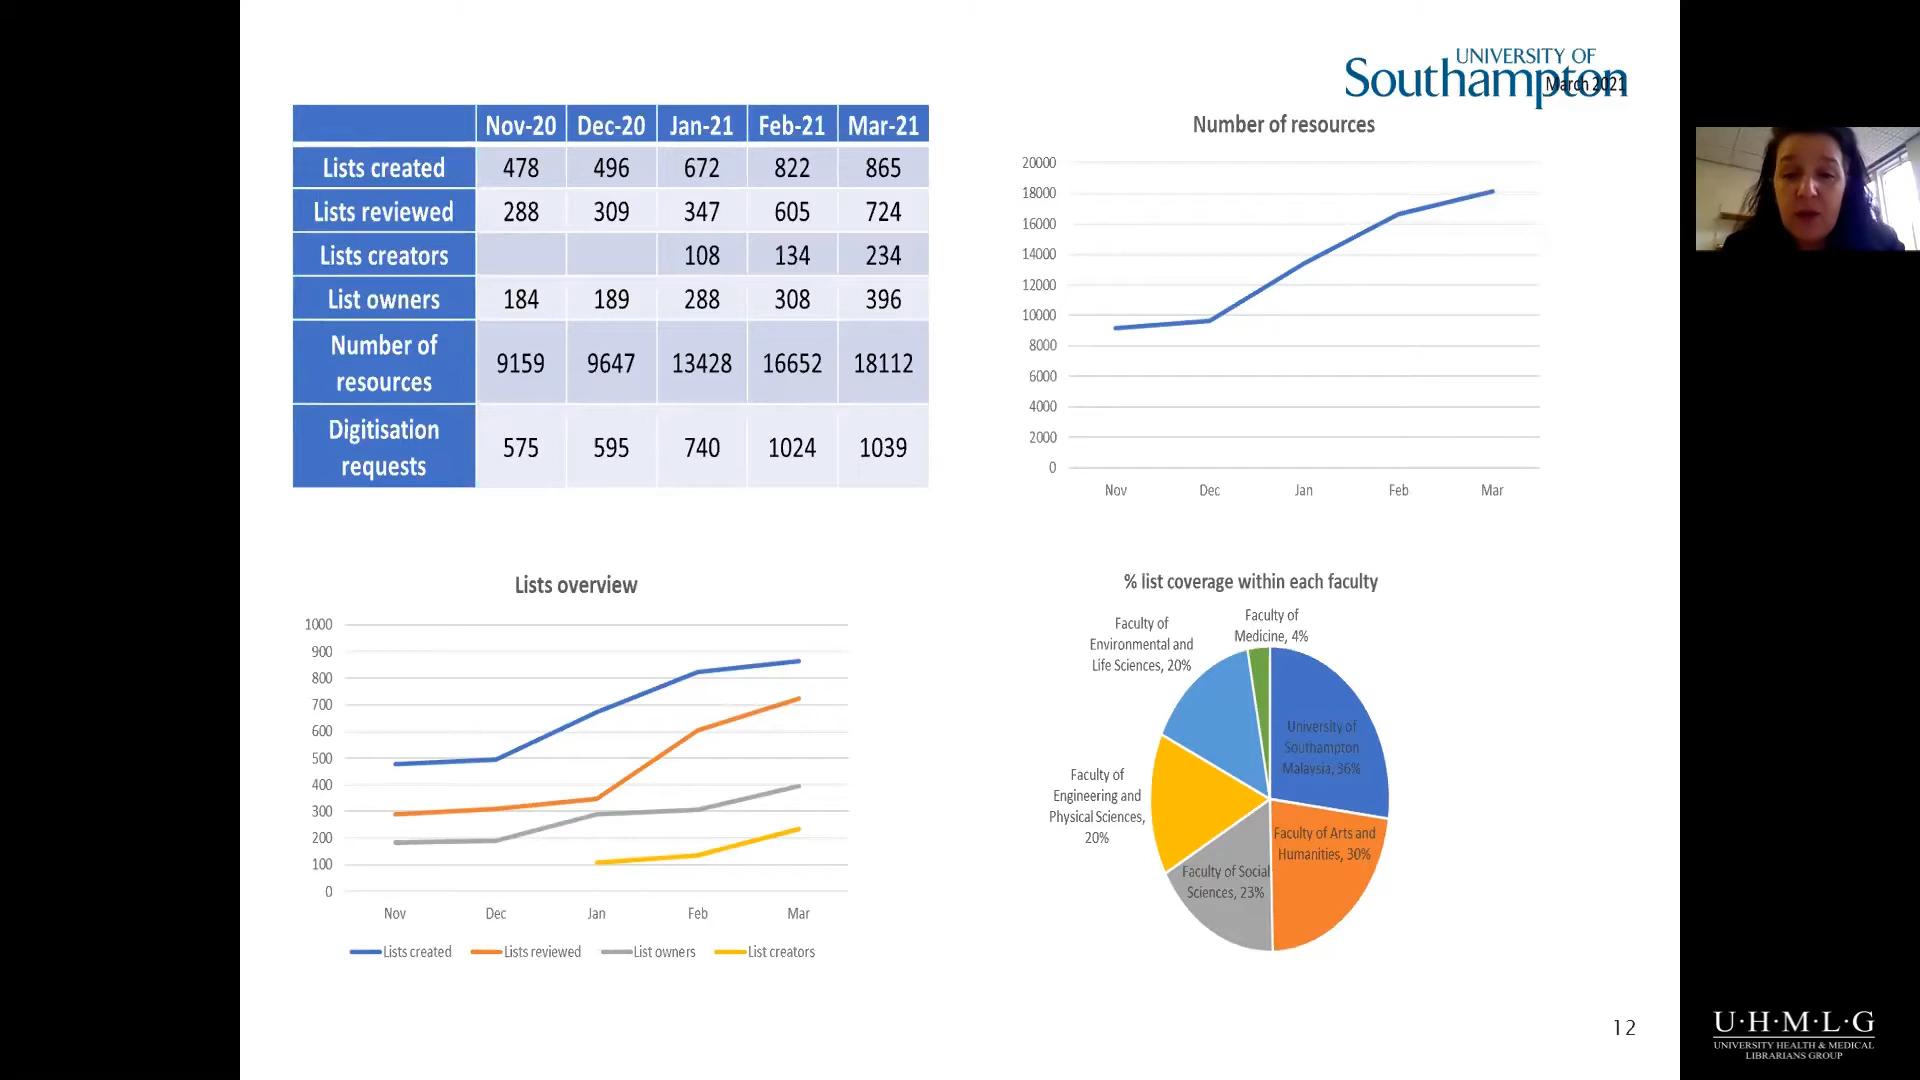 UNIVERSITY OF
Southampton
March 2021
Nov-20 Dec-20 Jan-21 Feb-21 Mar-21
Lists created 478 496 672 822 865
Lists reviewed 288 309 347 605 724
Lists creators 108 134 234
List owners 184 189 288 308 396
Number of
resources 9159 9647 13428 16652 18112
Digitisation
requests 575 595 740 1024 1039
Number of resources
20000
18000
16000
14000
12000
10000
8000
6000
4000
2000
0
Nov Dec Jan Feb Mar
Lists overview
1000
900
800
700
600
500
400
300
200
100
0
Nov Dec Jan Feb Mar
Lists created Lists reviewed List owners List creators
% list coverage within each faculty
Faculty of
Medicine, 4%
Faculty of
Environmental and
Life Sciences, 20%
University of
Southampton
Malaysia, 36%
Faculty of
Engineering and
Physical Sciences,
20%
Faculty of Arts and
Humanities, 30%
Faculty of Social
Sciences, 23%
12
U·H·M·L·G
UNIVERSITY HEALTH & MEDICAL
LIBRARIANS GROUP